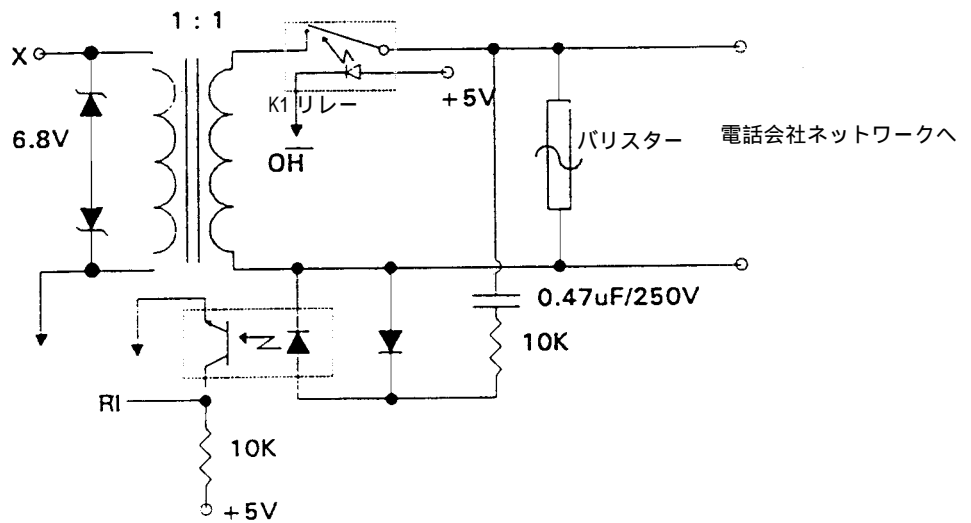 1 : 1
X
6.8V
K1 リレー
+5V
OH
バリスター
電話会社ネットワークへ
0.47uF/250V
10K
RI
10K
+5V